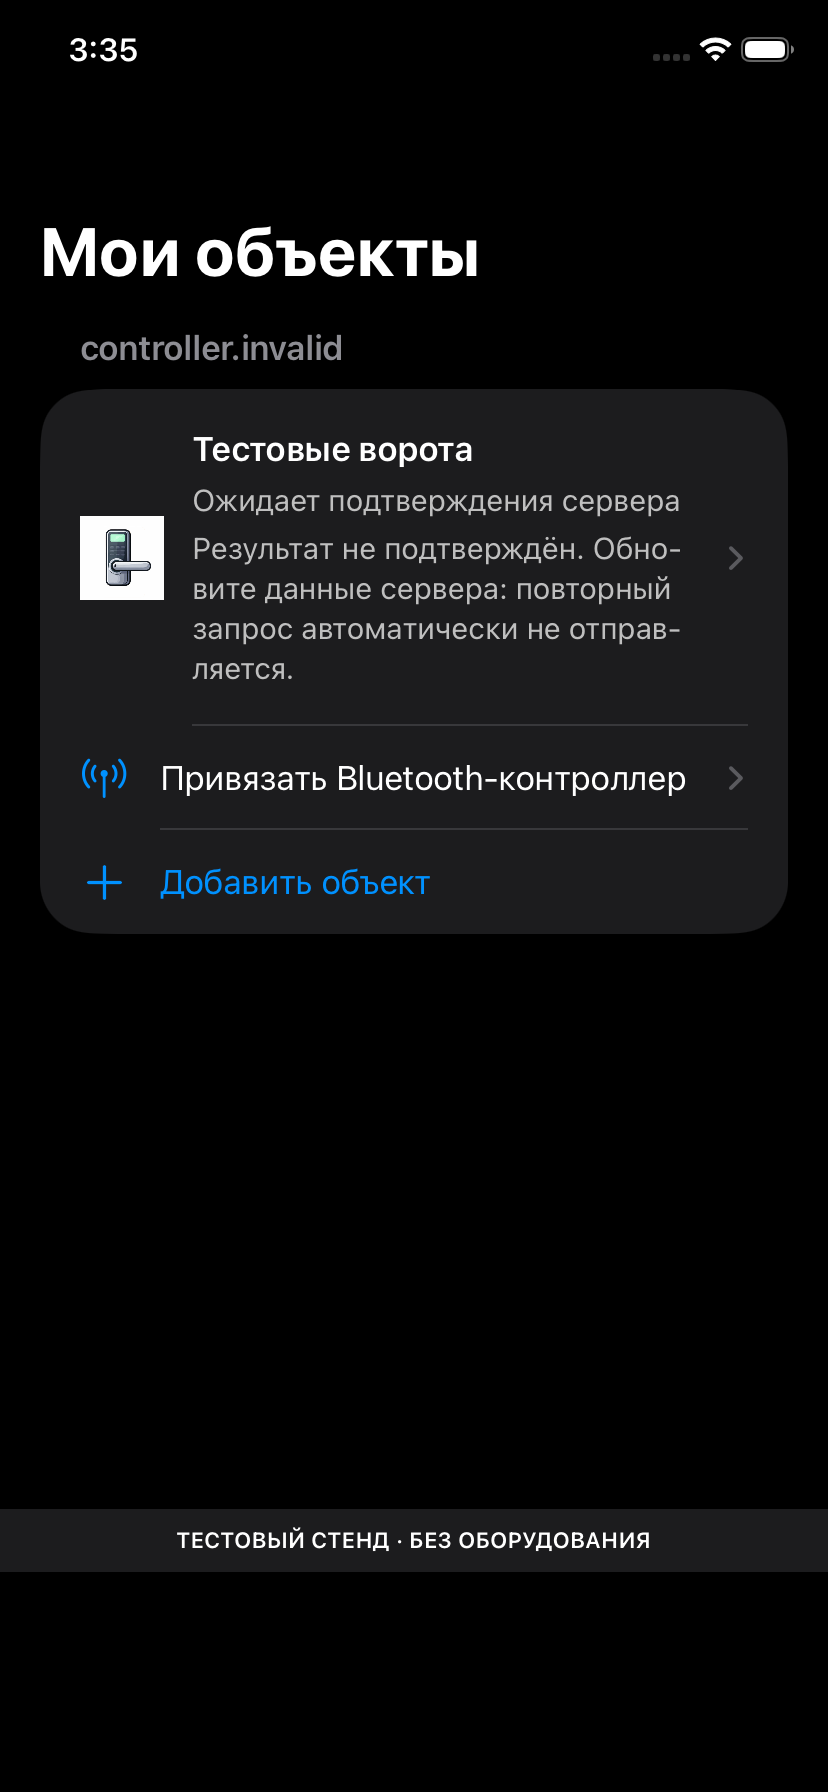 3:35
Мои объекты
controller.invalid
Тестовые ворота
Ожидает подтверждения сервера
Результат не подтверждён. Обно-
вите данные сервера: повторный
запрос автоматически не отправ-
ляется.
Привязать Bluetooth-контроллер
Добавить объект
ТЕСТОВЫЙ СТЕНД · БЕЗ ОБОРУДОВАНИЯ